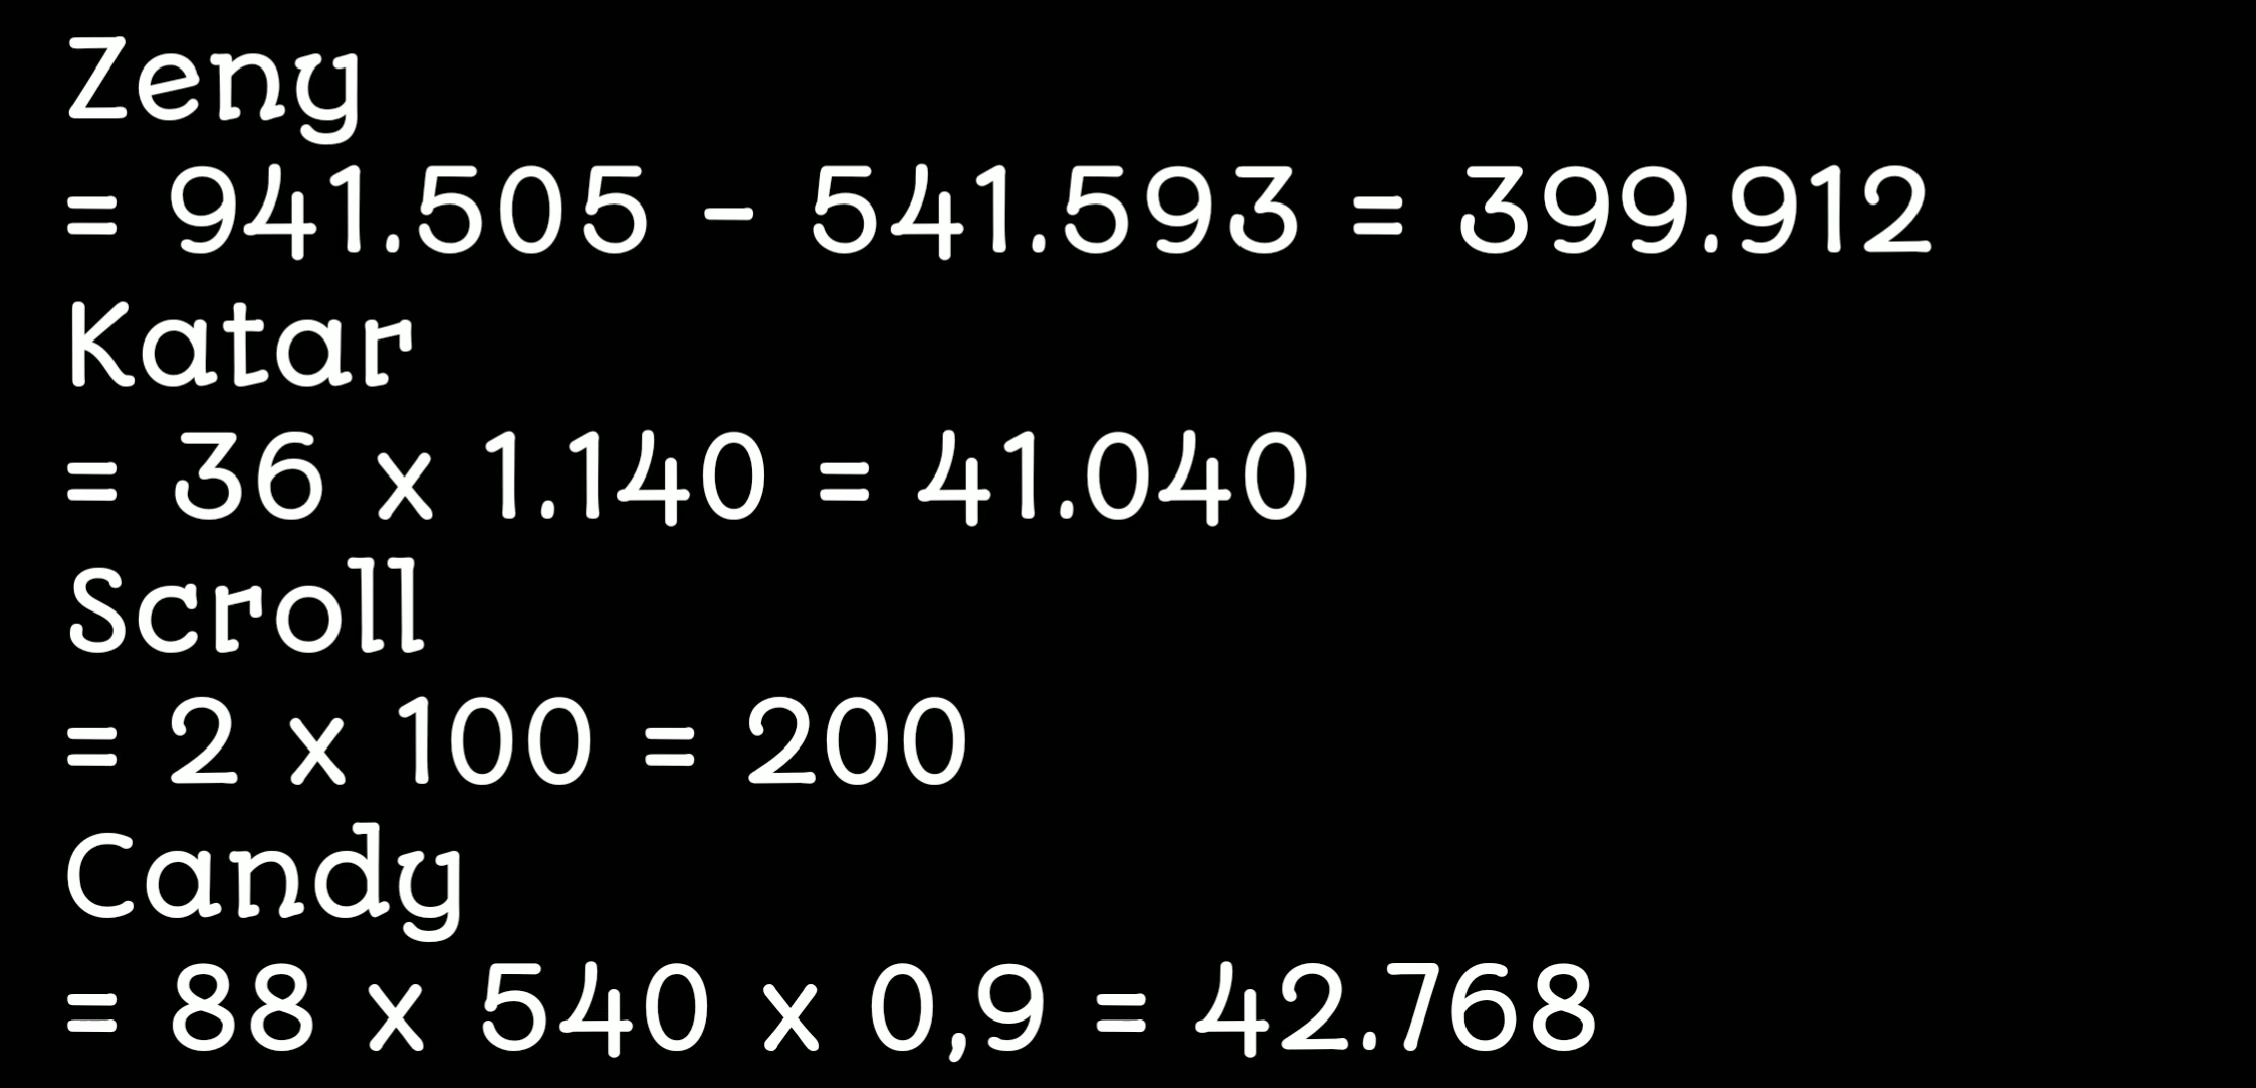 Zeny
= 941.505 - 541.593 = 399.912
Katar
= 36 x 1.140 = 41.040
Scroll
= 2 x 100 = 200
Candy
= 88 x 540 x 0,9 = 42.768